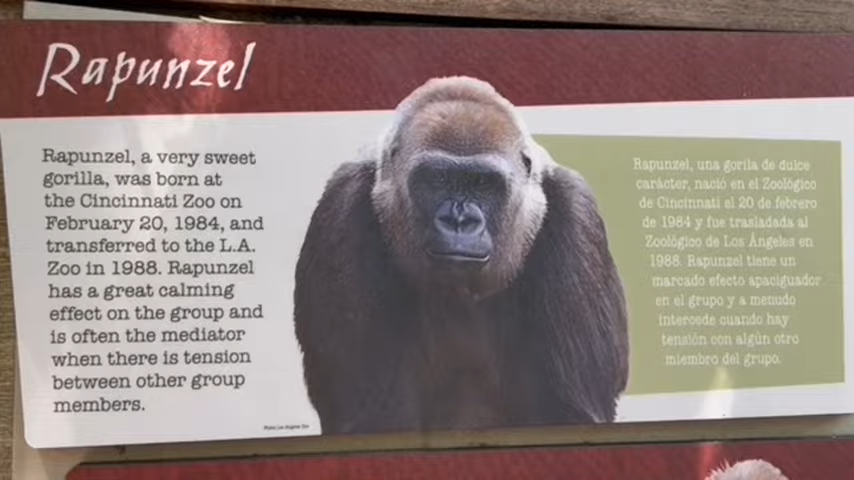 Rapunzel
Rapunzel, a very sweet
gorilla, was born at
the Cincinnati Zoo on
February 20, 1984, and
transferred to the L.A.
Zoo in 1988. Rapunzel
has a great calming
effect on the group and
is often the mediator
when there is tension
between other group
members.
Rapunzel, una gorila de dulce
carácter, nació en el Zoológico
de Cincinnati el 20 de febrero
de 1984 y fue trasladada al
Zoológico de Los Ángeles en
1988. Rapunzel tiene un
marcado efecto apaciguador
en el grupo y a menudo
intercede cuando hay
tensión con algún otro
miembro del grupo.